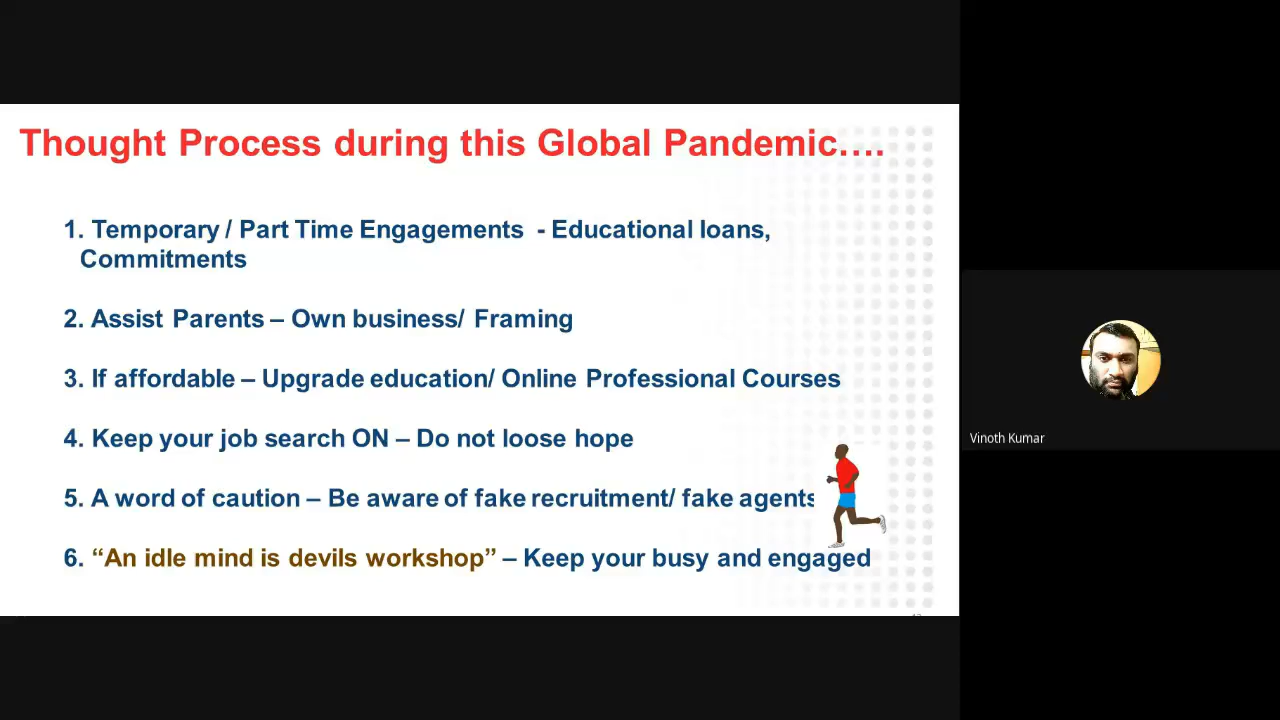 Thought Process during this Global Pandemic….
1. Temporary / Part Time Engagements - Educational loans,
Commitments
2. Assist Parents – Own business/ Framing
3. If affordable – Upgrade education/ Online Professional Courses
4. Keep your job search ON – Do not loose hope
5. A word of caution – Be aware of fake recruitment/ fake agents
6. “An idle mind is devils workshop” – Keep your busy and engaged
Vinoth Kumar